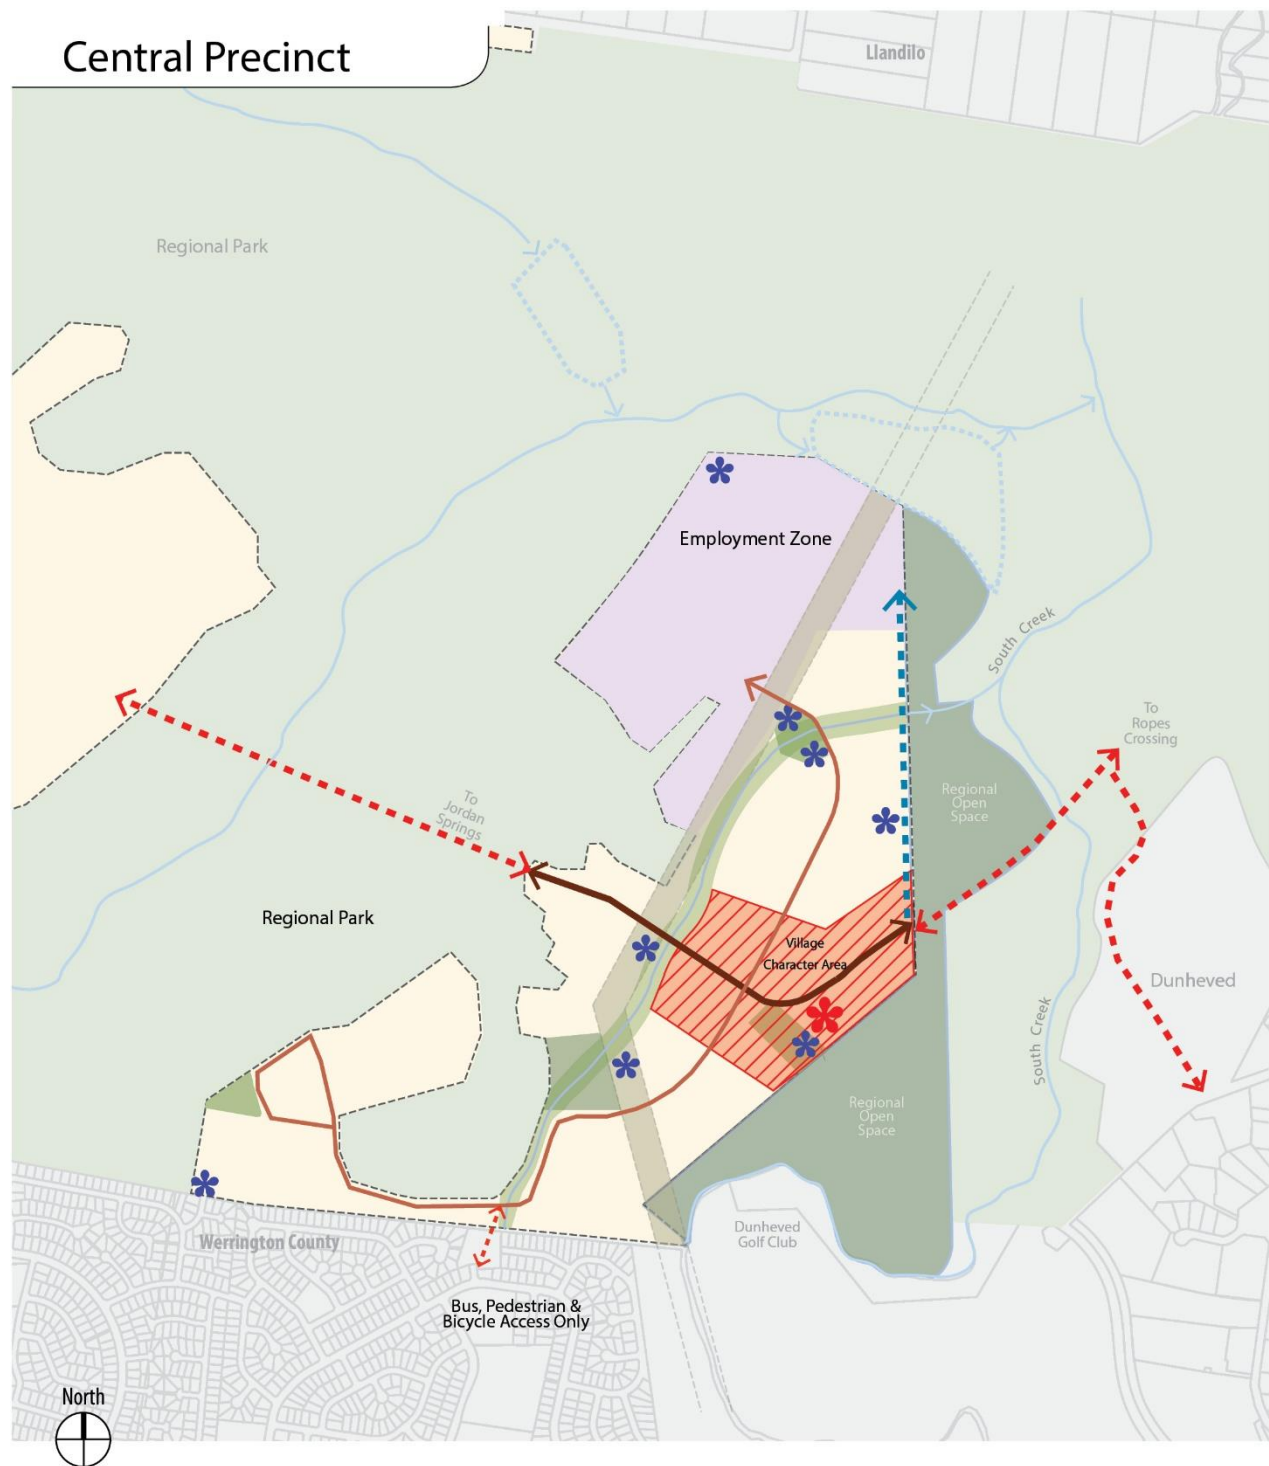 Central Precinct
Llandilo
Regional Park
Employment Zone
South Creek
To
Ropes
Crossing
To
Jordan
Springs
Regional
Open
Space
Regional Park
Village
Character Area
Dunheved
South Creek
Regional
Open
Space
Werrington County
Dunheved
Golf Club
Bus, Pedestrian &
Bicycle Access Only
North